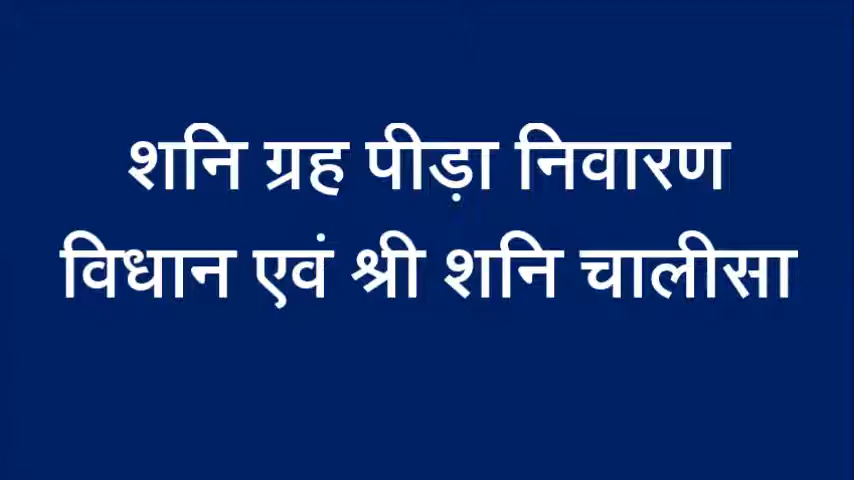 शनि ग्रह पीड़ा निवारण
विधान एवं श्री शनि चालीसा